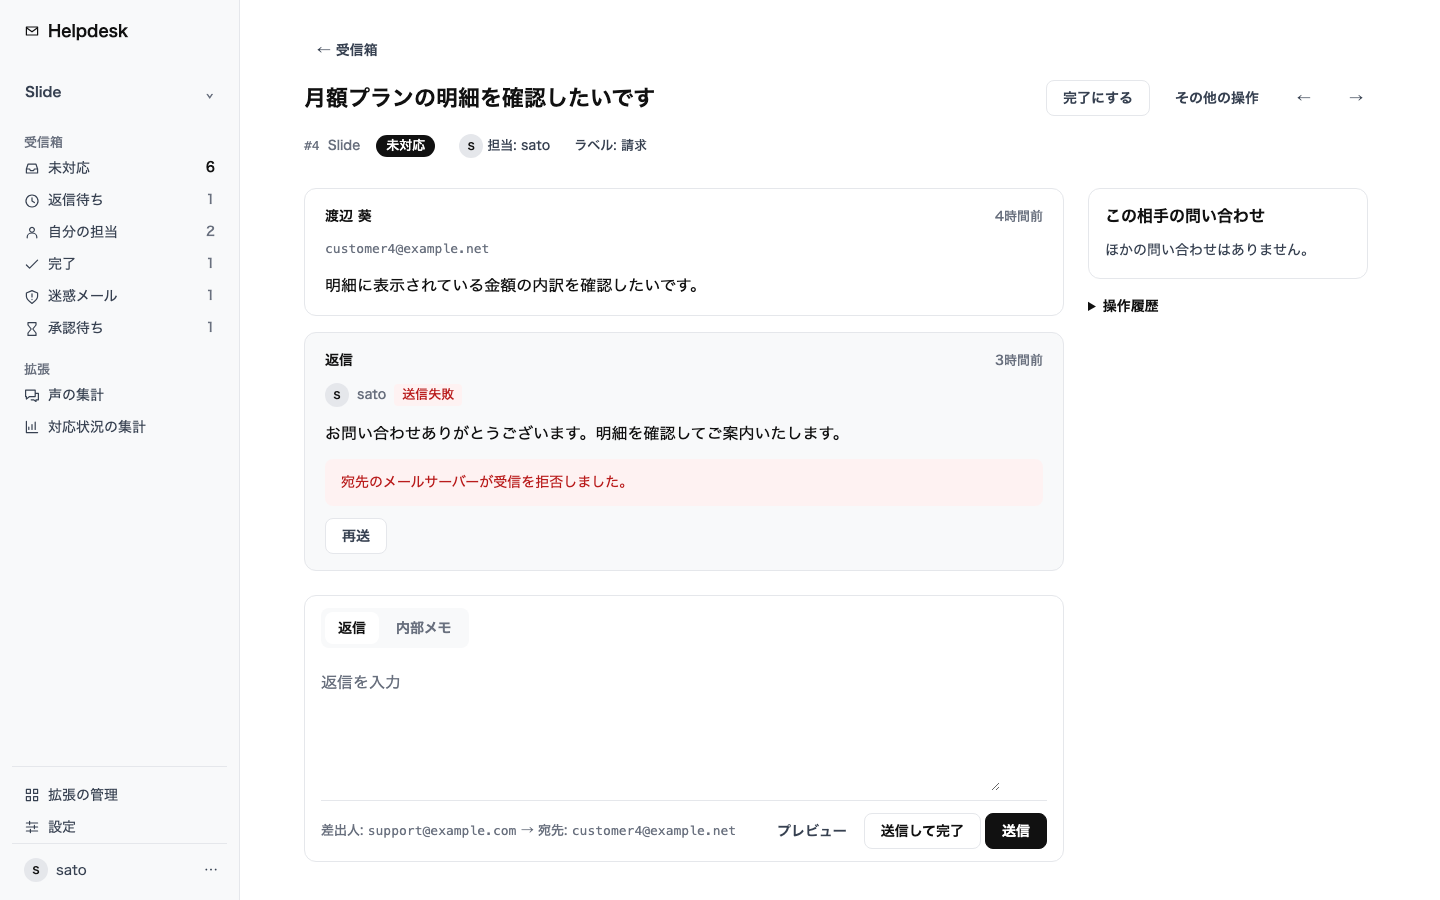 Helpdesk
Slide
受信箱
未対応 6
返信待ち 1
自分の担当 2
完了 1
迷惑メール 1
承認待ち 1
拡張
声の集計
対応状況の集計
拡張の管理
設定
S sato …
← 受信箱
月額プランの明細を確認したいです
完了にする その他の操作 ← →
#4 Slide 未対応 S 担当: sato ラベル: 請求
渡辺 葵 4時間前
customer4@example.net
明細に表示されている金額の内訳を確認したいです。
返信 3時間前
S sato 送信失敗
お問い合わせありがとうございます。明細を確認してご案内いたします。
宛先のメールサーバーが受信を拒否しました。
再送
返信 内部メモ
返信を入力
差出人: support@example.com → 宛先: customer4@example.net プレビュー 送信して完了 送信
この相手の問い合わせ
ほかの問い合わせはありません。
▶ 操作履歴